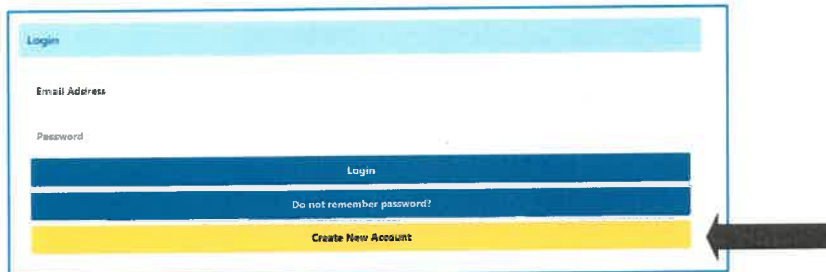 Login
Email Address
Password
Login
Do not remember password?
Create New Account